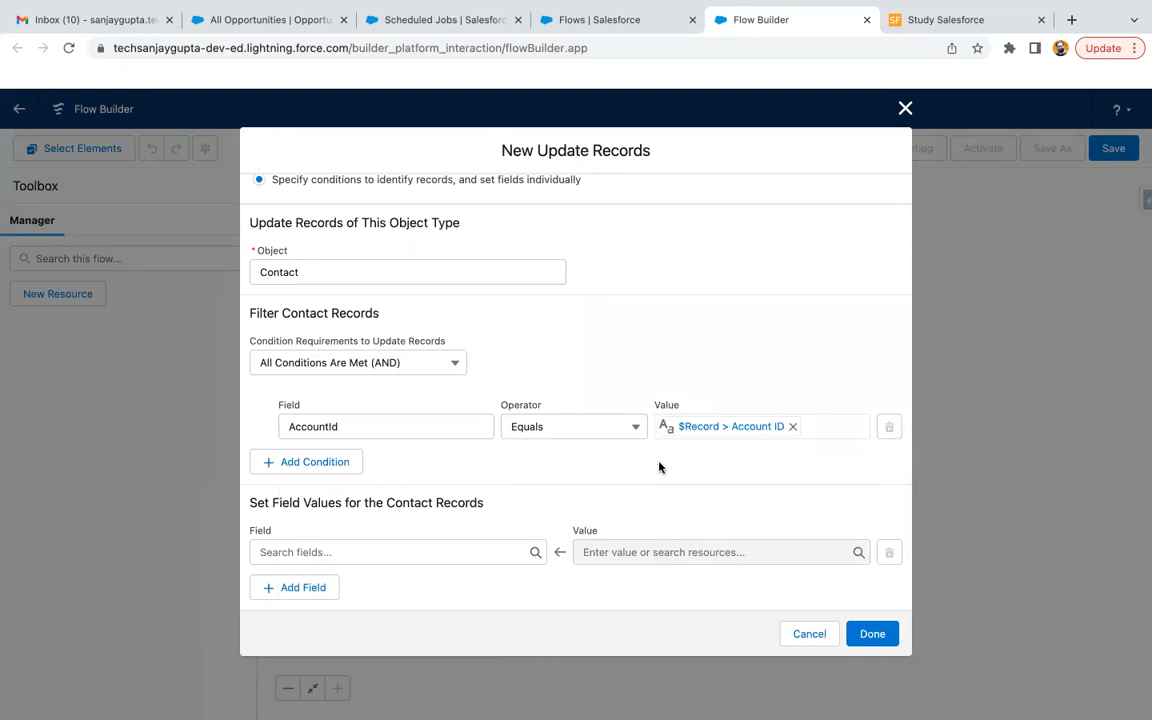 Inbox (10) - sanjaygupta.te
All Opportunities | Opportu
Scheduled Jobs | Salesforc
Flows | Salesforce
Flow Builder
Study Salesforce
techsanjaygupta-dev-ed.lightning.force.com/builder_platform_interaction/flowBuilder.app
Update
Flow Builder
?
Select Elements
bug
Activate
Save As
Save
Toolbox
Manager
Search this flow...
New Resource
New Update Records
Specify conditions to identify records, and set fields individually
Update Records of This Object Type
* Object
Contact
Filter Contact Records
Condition Requirements to Update Records
All Conditions Are Met (AND)
Field Operator Value
AccountId Equals Aa $Record > Account ID
+ Add Condition
Set Field Values for the Contact Records
Field Value
Search fields... Enter value or search resources...
+ Add Field
Cancel Done